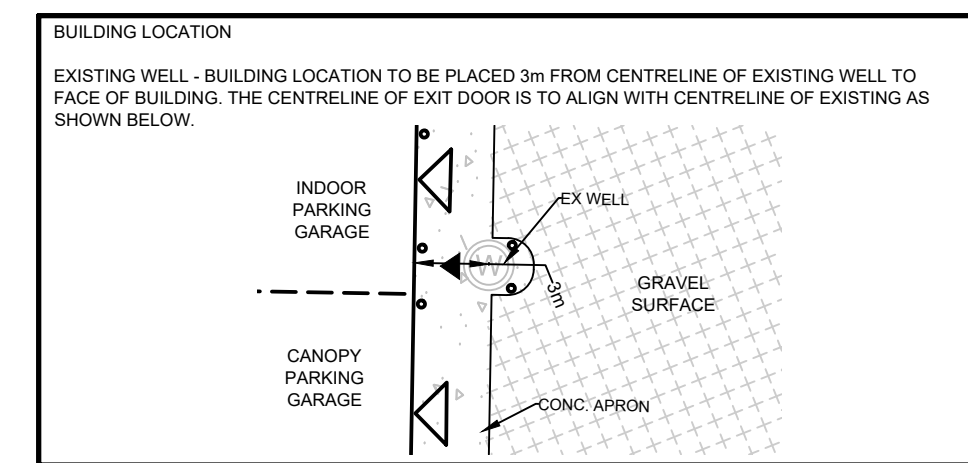 BUILDING LOCATION
EXISTING WELL - BUILDING LOCATION TO BE PLACED 3m FROM CENTRELINE OF EXISTING WELL TO
FACE OF BUILDING. THE CENTRELINE OF EXIT DOOR IS TO ALIGN WITH CENTRELINE OF EXISTING AS
SHOWN BELOW.
INDOOR
PARKING
GARAGE
EX WELL
W
3m
GRAVEL
SURFACE
CANOPY
PARKING
GARAGE
CONC. APRON